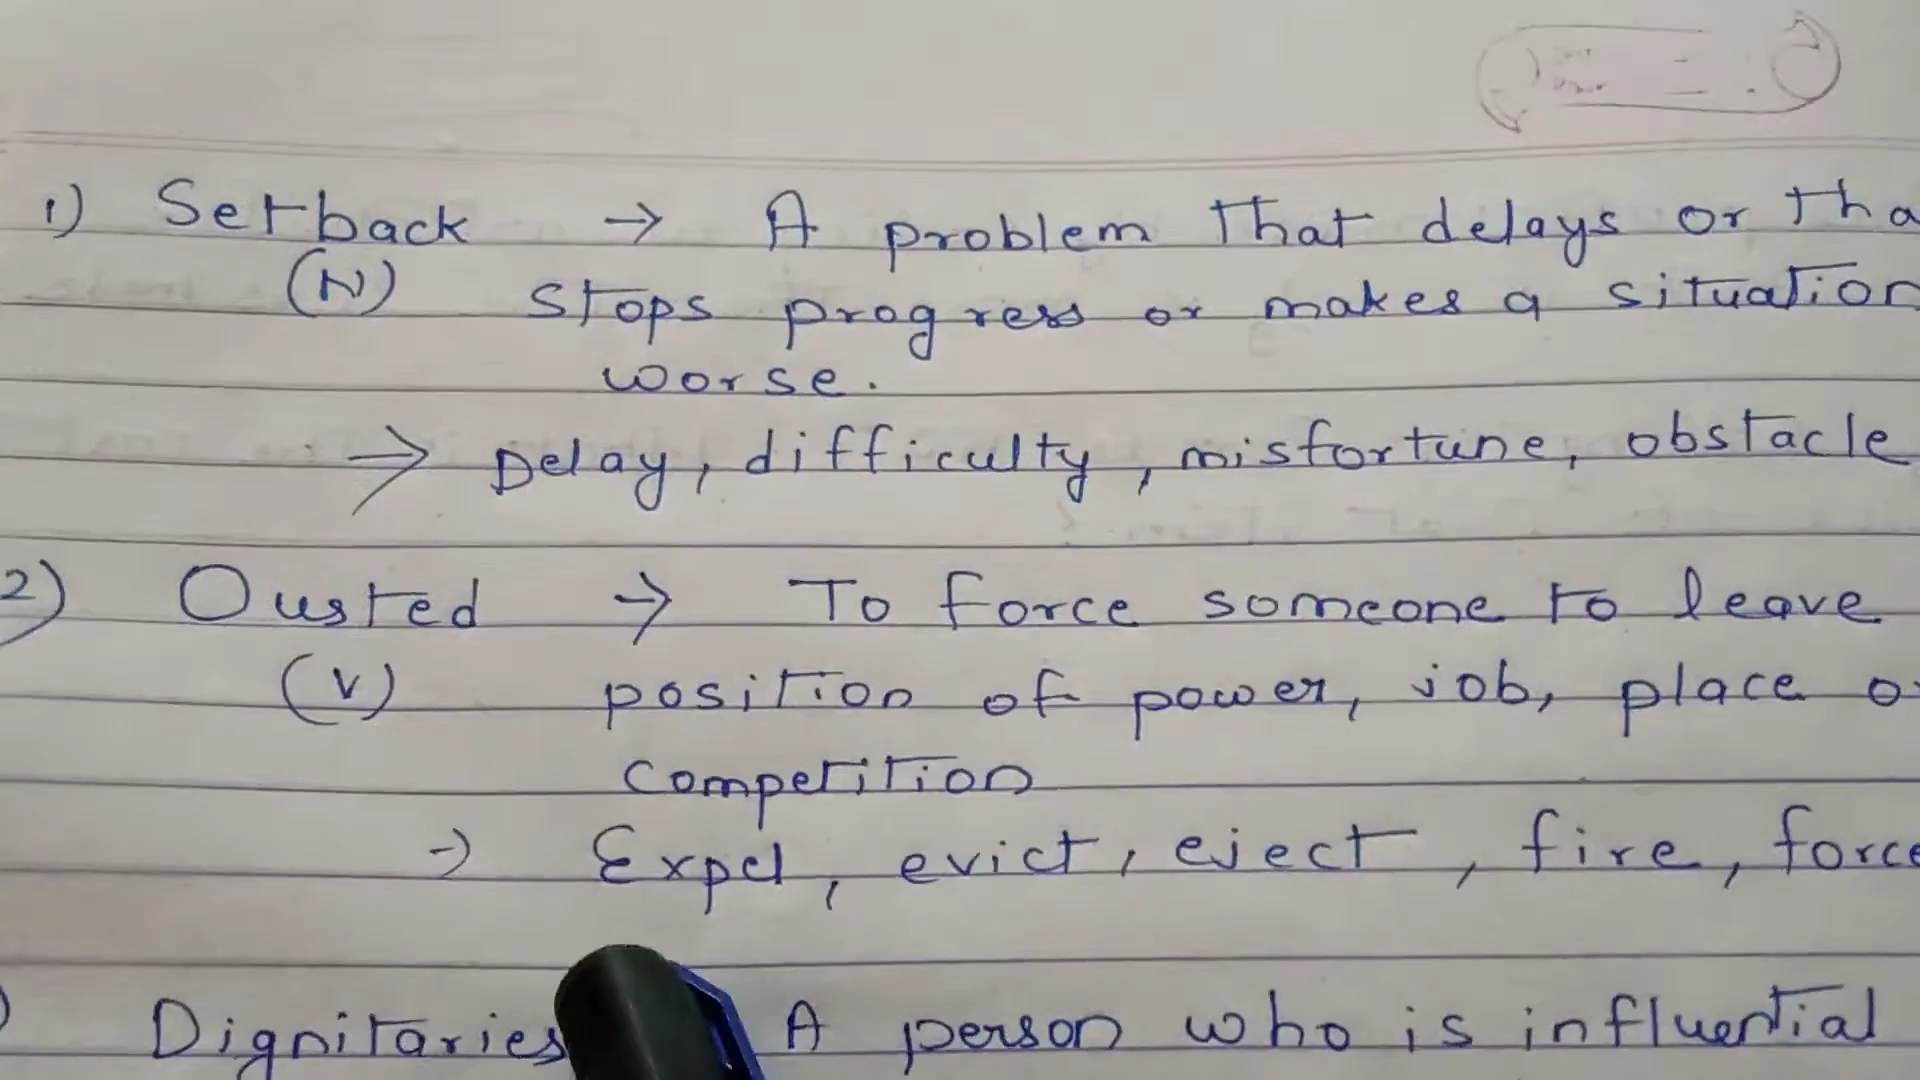 1) Setback → A problem that delays or tha
(N) stops progress or makes a situation
worse.
→ Delay, difficulty, misfortune, obstacle
2) Ousted → To force someone to leave
(V) position of power, job, place o
competition
→ Expel, evict, eject, fire, force
Dignitaries A person who is influential